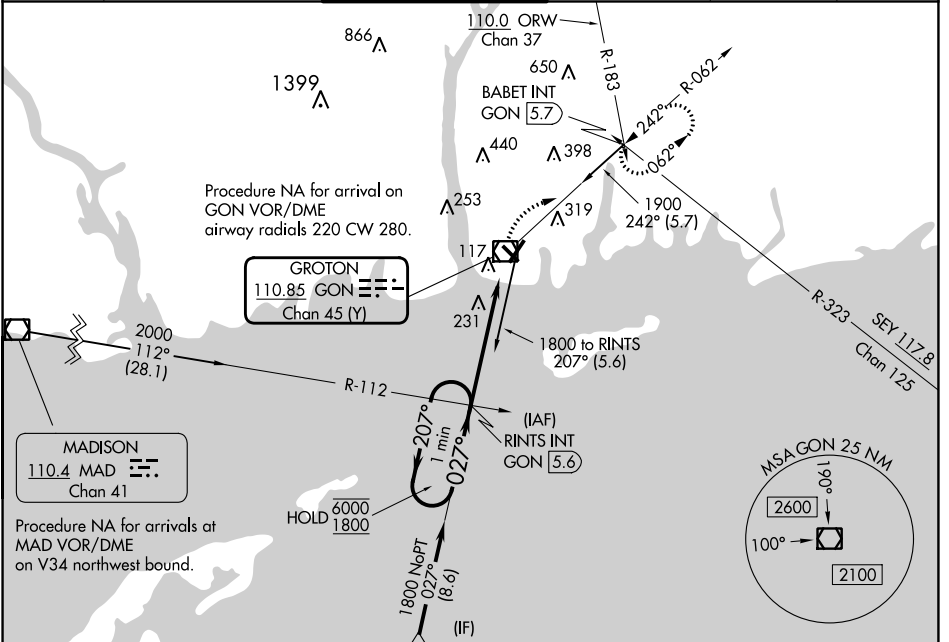 110.0 ORW
Chan 37
R-183
866
650
R-062
1399
BABET INT
GON 5.7
242°
062°
440
398
Procedure NA for arrival on
GON VOR/DME
airway radials 220 CW 280.
253
319
1900
242° (5.7)
117
GROTON
110.85 GON
Chan 45 (Y)
231
R-323
SEY 117.8
Chan 125
2000
112°
(28.1)
1800 to RINTS
207° (5.6)
R-112
(IAF)
RINTS INT
GON 5.6
207°
1 min
027°
MADISON
110.4 MAD
Chan 41
HOLD 6000
1800
MSA GON 25 NM
190°
2600
100°
2100
Procedure NA for arrivals at
MAD VOR/DME
on V34 northwest bound.
1800 NoPT
027°
(8.6)
(IF)